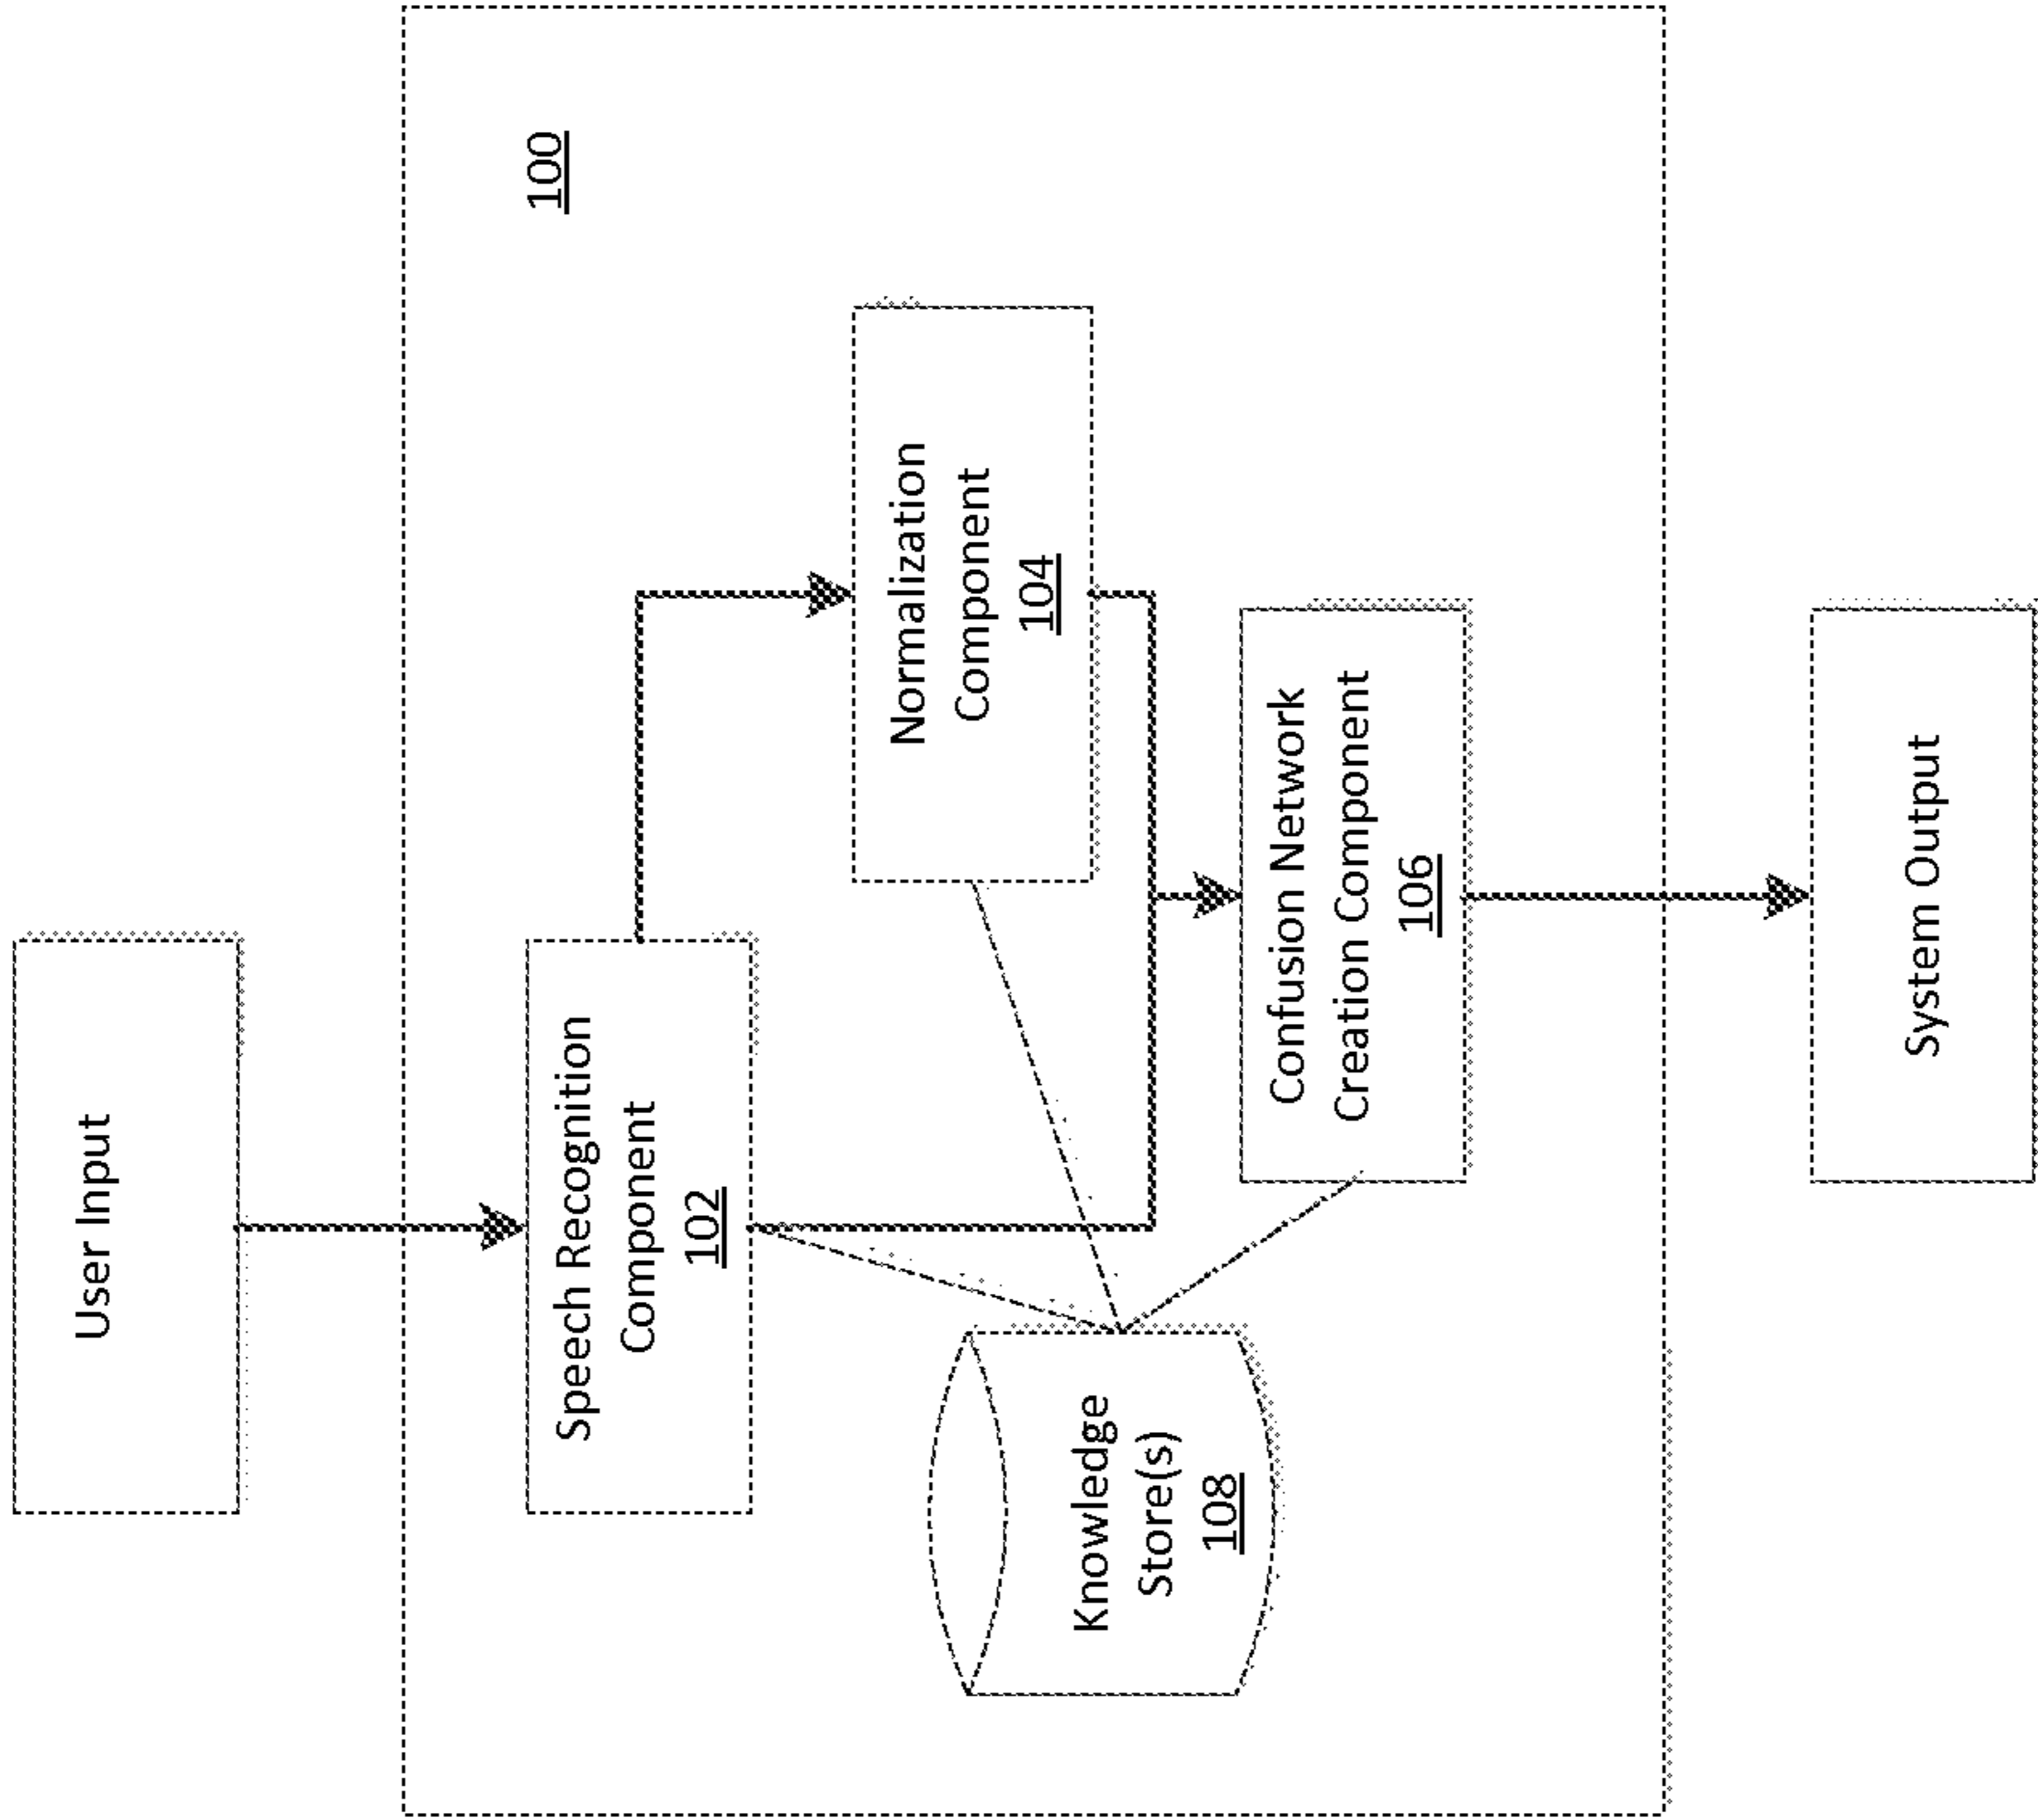 User Input
100
Speech Recognition
Component
102
Normalization
Component
104
Knowledge
Store(s)
108
Confusion Network
Creation Component
106
System Output